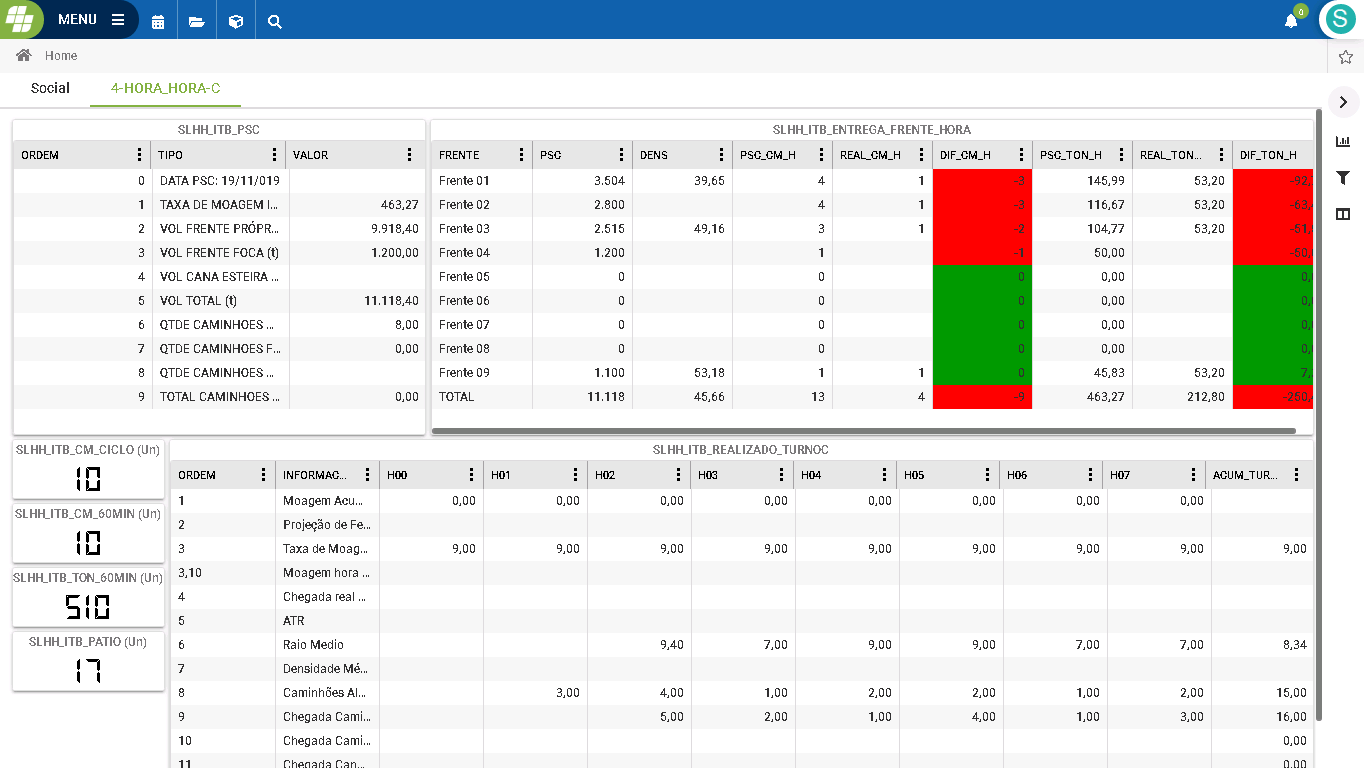 MENU
0
S
Home
Social 4-HORA_HORA-C
SLHH_ITB_PSC
ORDEM TIPO VALOR
0 DATA PSC: 19/11/019
1 TAXA DE MOAGEM I... 463,27
2 VOL FRENTE PRÓPR... 9.918,40
3 VOL FRENTE FOCA (t) 1.200,00
4 VOL CANA ESTEIRA ...
5 VOL TOTAL (t) 11.118,40
6 QTDE CAMINHOES ... 8,00
7 QTDE CAMINHOES F... 0,00
8 QTDE CAMINHOES ...
9 TOTAL CAMINHOES ... 0,00
SLHH_ITB_ENTREGA_FRENTE_HORA
FRENTE PSC DENS PSC_CM_H REAL_CM_H DIF_CM_H PSC_TON_H REAL_TON... DIF_TON_H
Frente 01 3.504 39,65 4 1 -3 145,99 53,20 -92,
Frente 02 2.800 4 1 -3 116,67 53,20 -63,
Frente 03 2.515 49,16 3 1 -2 104,77 53,20 -51,
Frente 04 1.200 1 -1 50,00 -50,
Frente 05 0 0 0 0,00 0,
Frente 06 0 0 0 0,00 0,
Frente 07 0 0 0 0,00 0,
Frente 08 0 0 0 0,00 0,
Frente 09 1.100 53,18 1 1 0 45,83 53,20 7,
TOTAL 11.118 45,66 13 4 -9 463,27 212,80 -250,
SLHH_ITB_CM_CICLO (Un)
10
SLHH_ITB_CM_60MIN (Un)
10
SLHH_ITB_TON_60MIN (Un)
510
SLHH_ITB_PATIO (Un)
17
SLHH_ITB_REALIZADO_TURNOC
ORDEM INFORMAC... H00 H01 H02 H03 H04 H05 H06 H07 AGUM_TUR...
1 Moagem Acu... 0,00 0,00 0,00 0,00 0,00 0,00 0,00 0,00
2 Projeção de Fe...
3 Taxa de Moag... 9,00 9,00 9,00 9,00 9,00 9,00 9,00 9,00 9,00
3,10 Moagem hora ...
4 Chegada real ...
5 ATR
6 Raio Medio 9,40 7,00 9,00 9,00 7,00 7,00 8,34
7 Densidade Mé...
8 Caminhões Al... 3,00 4,00 1,00 2,00 2,00 1,00 2,00 15,00
9 Chegada Cami... 5,00 2,00 1,00 4,00 1,00 3,00 16,00
10 Chegada Cami... 0,00
11 Chegada Can... 0,00